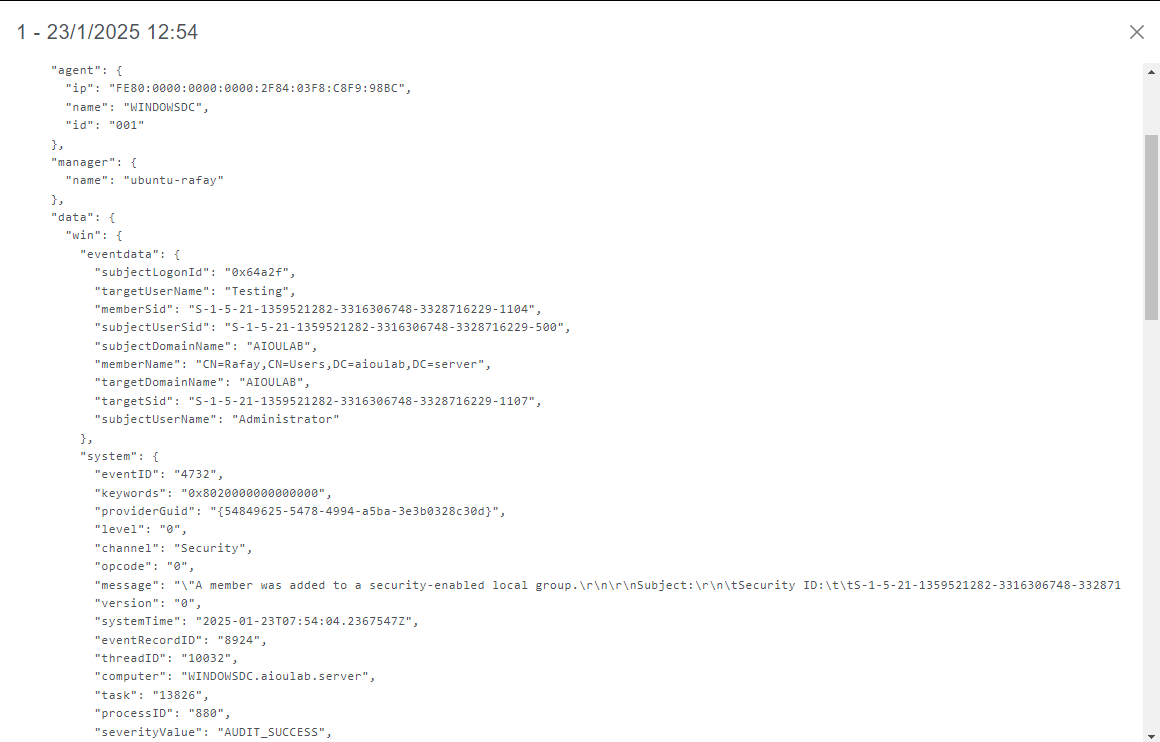 1 - 23/1/2025 12:54
"agent": {
"ip": "FE80:0000:0000:0000:2F84:03F8:C8F9:98BC",
"name": "WINDOWSDC",
"id": "001"
},
"manager": {
"name": "ubuntu-rafay"
},
"data": {
"win": {
"eventdata": {
"subjectLogonId": "0x64a2f",
"targetUserName": "Testing",
"memberSid": "S-1-5-21-1359521282-3316306748-3328716229-1104",
"subjectUserSid": "S-1-5-21-1359521282-3316306748-3328716229-500",
"subjectDomainName": "AIOULAB",
"memberName": "CN=Rafay,CN=Users,DC=aioulab,DC=server",
"targetDomainName": "AIOULAB",
"targetSid": "S-1-5-21-1359521282-3316306748-3328716229-1107",
"subjectUserName": "Administrator"
},
"system": {
"eventID": "4732",
"keywords": "0x8020000000000000",
"providerGuid": "{54849625-5478-4994-a5ba-3e3b0328c30d}",
"level": "0",
"channel": "Security",
"opcode": "0",
"message": "\"A member was added to a security-enabled local group.\r\n\r\nSubject:\r\n\tSecurity ID:\t\tS-1-5-21-1359521282-3316306748-332871
"version": "0",
"systemTime": "2025-01-23T07:54:04.2367547Z",
"eventRecordID": "8924",
"threadID": "10032",
"computer": "WINDOWSDC.aioulab.server",
"task": "13826",
"processID": "880",
"severityValue": "AUDIT_SUCCESS",